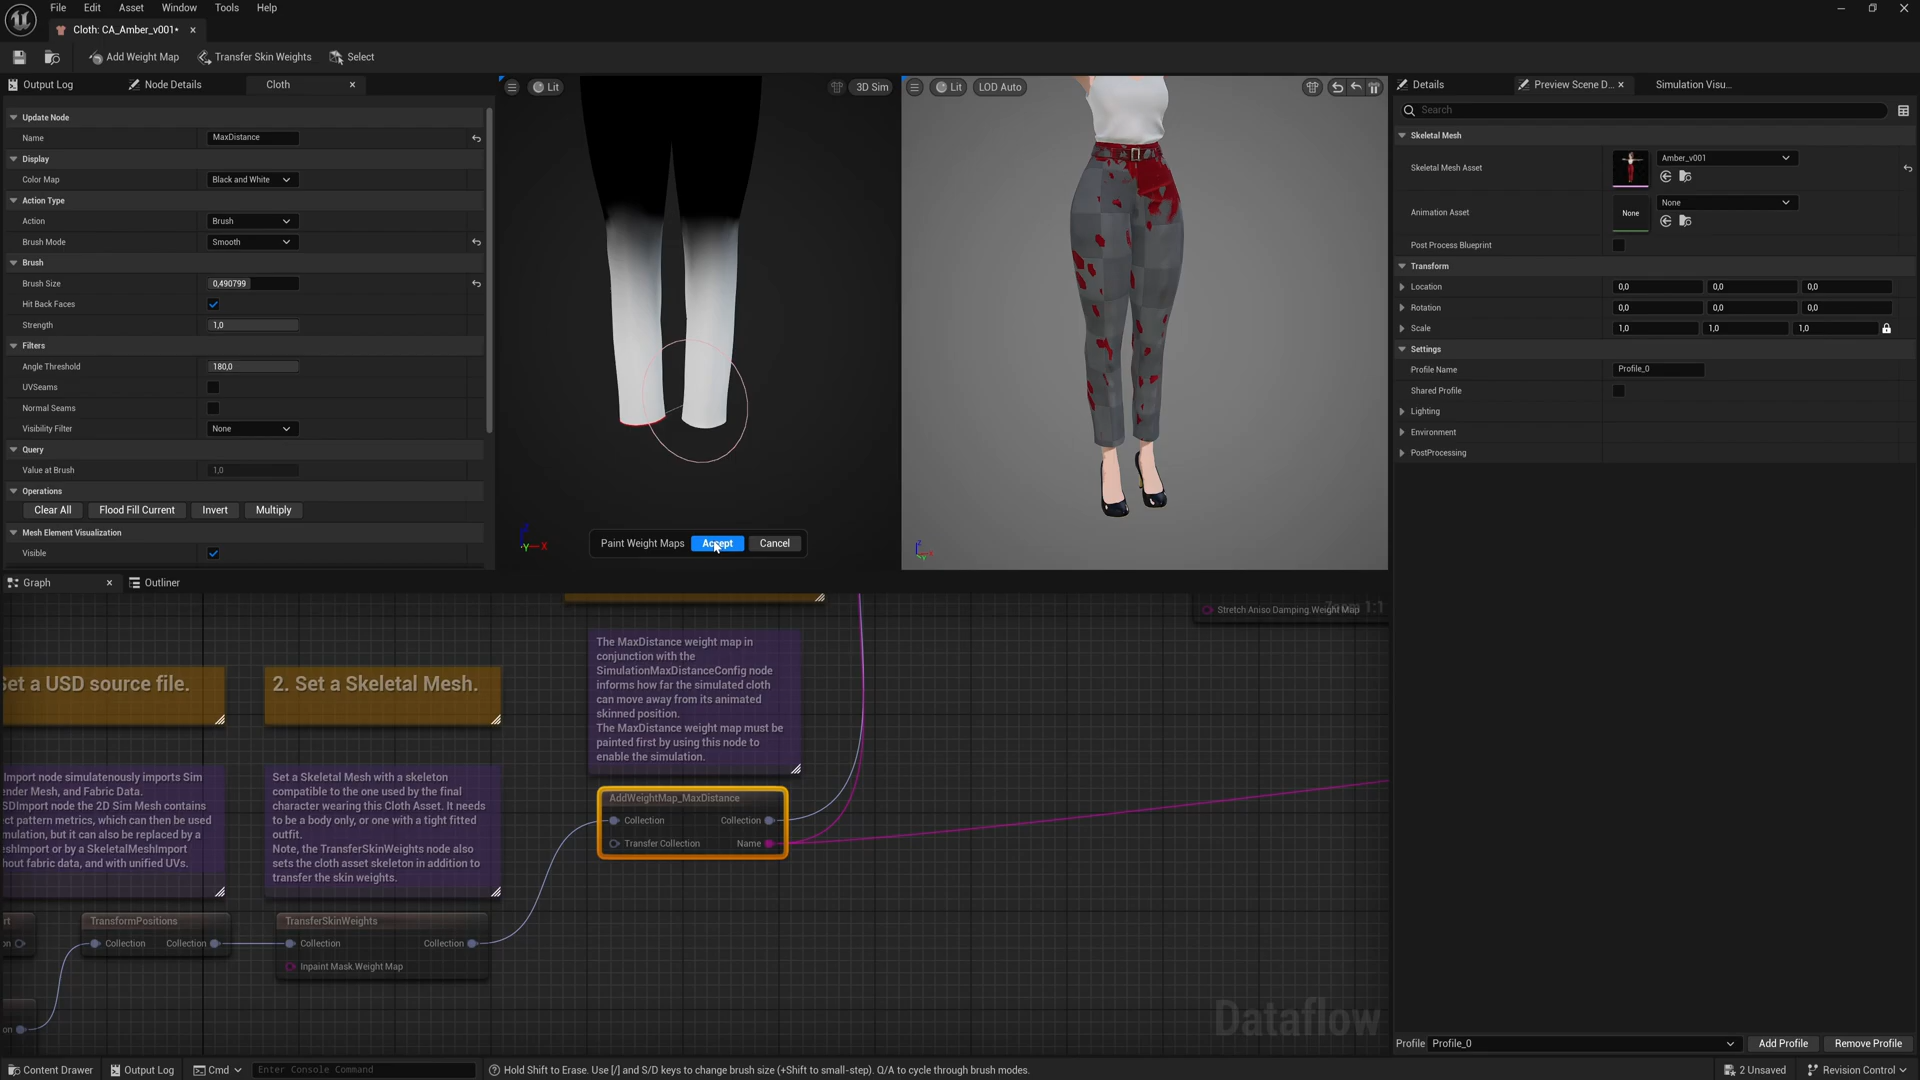 File Edit Asset Window Tools Help
Cloth: CA_Amber_v001*
Add Weight Map Transfer Skin Weights Select
Output Log Node Details Cloth
Update Node
Name MaxDistance
Display
Color Map Black and White
Action Type
Action Brush
Brush Mode Smooth
Brush
Brush Size 0,490799
Hit Back Faces
Strength 1,0
Filters
Angle Threshold 180,0
UVSeams
Normal Seams
Visibility Filter None
Query
Value at Brush 1,0
Operations
Clear All Flood Fill Current Invert Multiply
Mesh Element Visualization
Visible
Lit 3D Sim
Z
Y X
Paint Weight Maps Accept Cancel
Lit LOD Auto
Details Preview Scene D... Simulation Visu...
Search
Skeletal Mesh
Skeletal Mesh Asset Amber_v001
Animation Asset None None
Post Process Blueprint
Transform
Location 0,0 0,0 0,0
Rotation 0,0 0,0 0,0
Scale 1,0 1,0 1,0
Settings
Profile Name Profile_0
Shared Profile
Lighting
Environment
PostProcessing
Profile Profile_0 Add Profile Remove Profile
Graph Outliner
Stretch Aniso Damping Weight Map
Zoom 1:1
Set a USD source file.
2. Set a Skeletal Mesh.
The MaxDistance weight map in
conjunction with the
SimulationMaxDistanceConfig node
informs how far the simulated cloth
can move away from its animated
skinned position.
The MaxDistance weight map must be
painted first by using this node to
enable the simulation.
Import node simulatenously imports Sim
ender Mesh, and Fabric Data.
SDImport node the 2D Sim Mesh contains
ct pattern metrics, which can then be used
mulation, but it can also be replaced by a
eshImport or by a SkeletalMeshImport
hout fabric data, and with unified UVs.
Set a Skeletal Mesh with a skeleton
compatible to the one used by the final
character wearing this Cloth Asset. It needs
to be a body only, or one with a tight fitted
outfit.
Note, the TransferSkinWeights node also
sets the cloth asset skeleton in addition to
transfer the skin weights.
AddWeightMap_MaxDistance
Collection Collection
Transfer Collection Name
rt
on
TransformPositions
Collection Collection
TransferSkinWeights
Collection Collection
Inpaint Mask Weight Map
on
Dataflow
Content Drawer Output Log Cmd Enter Console Command Hold Shift to Erase. Use [/] and S/D keys to change brush size (+Shift to small-step). Q/A to cycle through brush modes. 2 Unsaved Revision Control